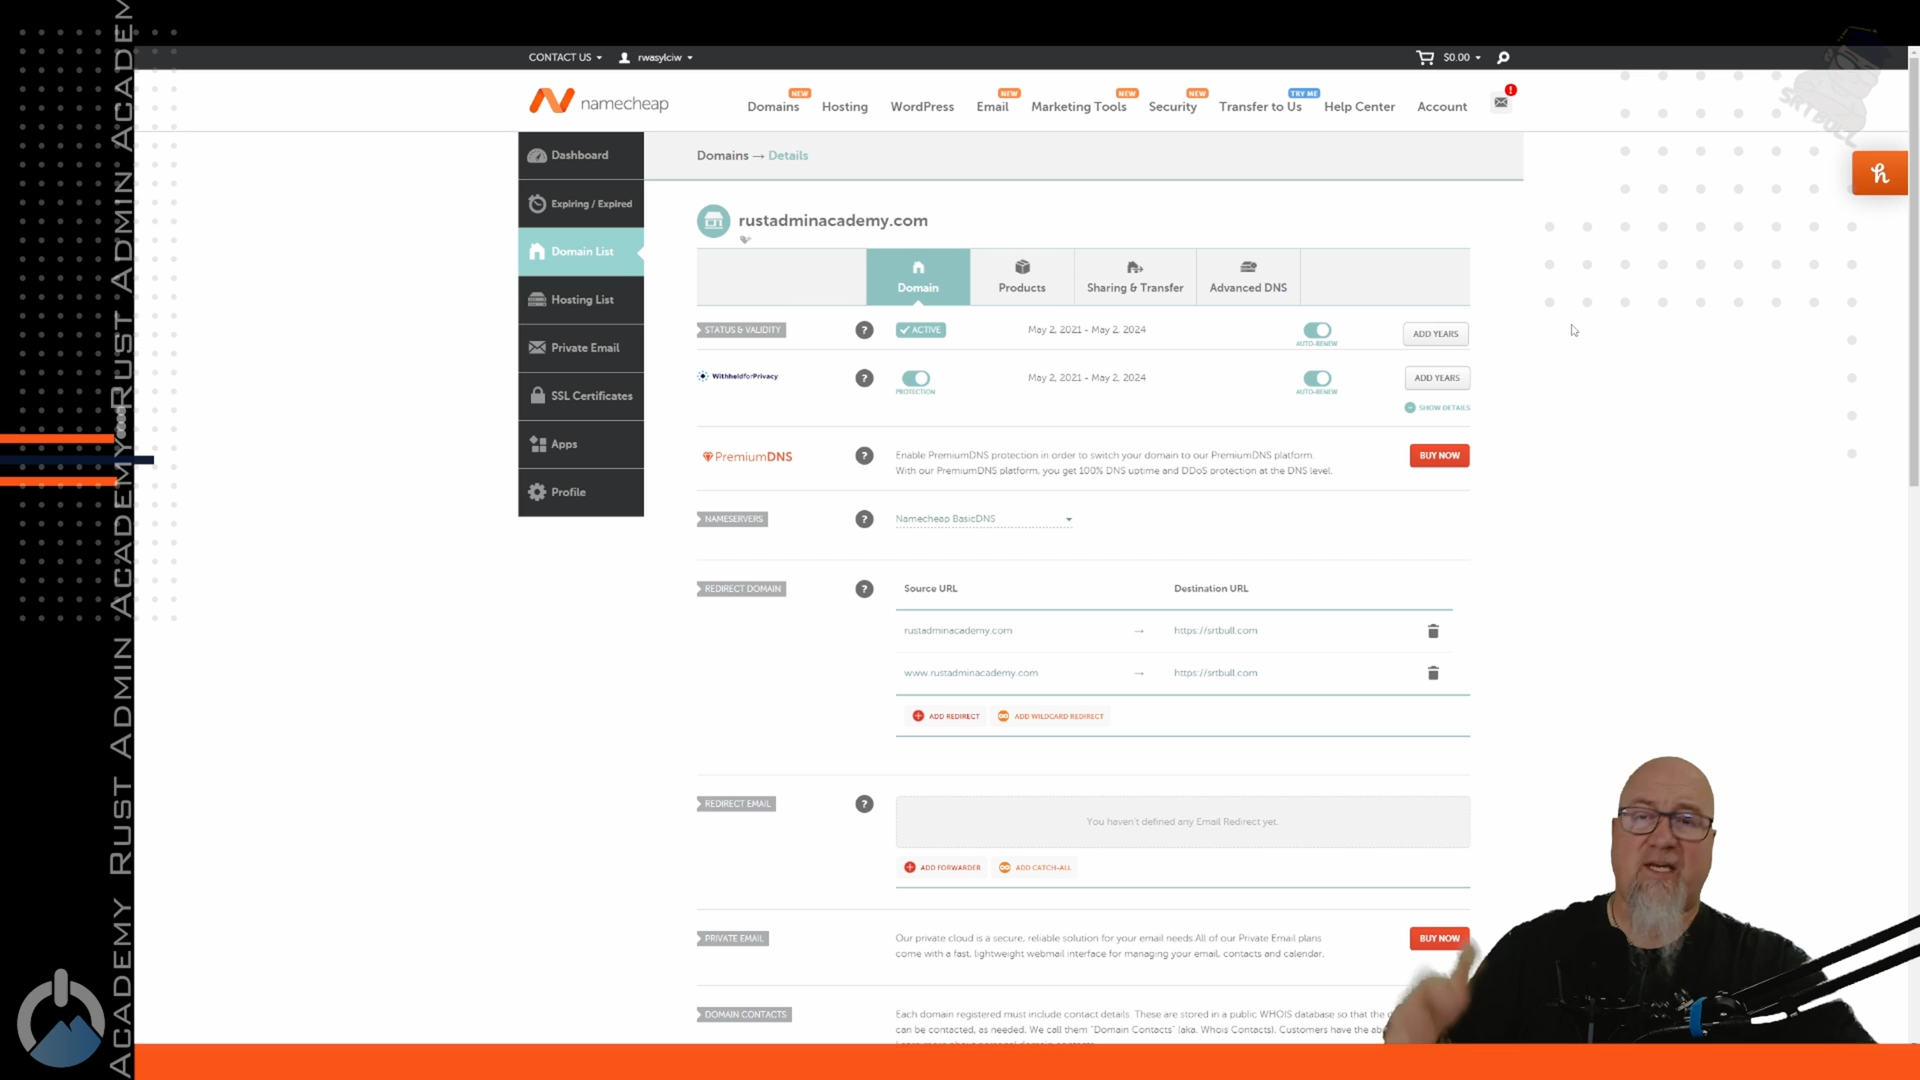 CONTACT US
rwasylciw
$0.00
namecheap
NEW
NEW
NEW
NEW
TRY ME
Domains
Hosting
WordPress
Email
Marketing Tools
Security
Transfer to Us
Help Center
Account
!
SRTBULL
Dashboard
Expiring / Expired
Domain List
Hosting List
Private Email
SSL Certificates
Apps
Profile
Domains → Details
rustadminacademy.com
Domain
Products
Sharing & Transfer
Advanced DNS
STATUS & VALIDITY
?
ACTIVE
May 2, 2021 - May 2, 2024
AUTO-RENEW
ADD YEARS
WithheldforPrivacy
?
PROTECTION
May 2, 2021 - May 2, 2024
AUTO-RENEW
ADD YEARS
SHOW DETAILS
PremiumDNS
?
Enable PremiumDNS protection in order to switch your domain to our PremiumDNS platform.
With our PremiumDNS platform, you get 100% DNS uptime and DDoS protection at the DNS level.
BUY NOW
NAMESERVERS
?
Namecheap BasicDNS
REDIRECT DOMAIN
?
Source URL
Destination URL
rustadminacademy.com → https://srtbull.com
www.rustadminacademy.com → https://srtbull.com
ADD REDIRECT
ADD WILDCARD REDIRECT
REDIRECT EMAIL
?
You haven't defined any Email Redirect yet.
ADD FORWARDER
ADD CATCH-ALL
PRIVATE EMAIL
Our private cloud is a secure, reliable solution for your email needs.All of our Private Email plans
come with a fast, lightweight webmail interface for managing your email, contacts and calendar.
BUY NOW
DOMAIN CONTACTS
Each domain registered must include contact details. These are stored in a public WHOIS database so that the
can be contacted, as needed. We call them "Domain Contacts" (aka. Whois Contacts). Customers have the
ACADEMY RUST ADMIN ACADEMY RUST ADMIN ACADEM